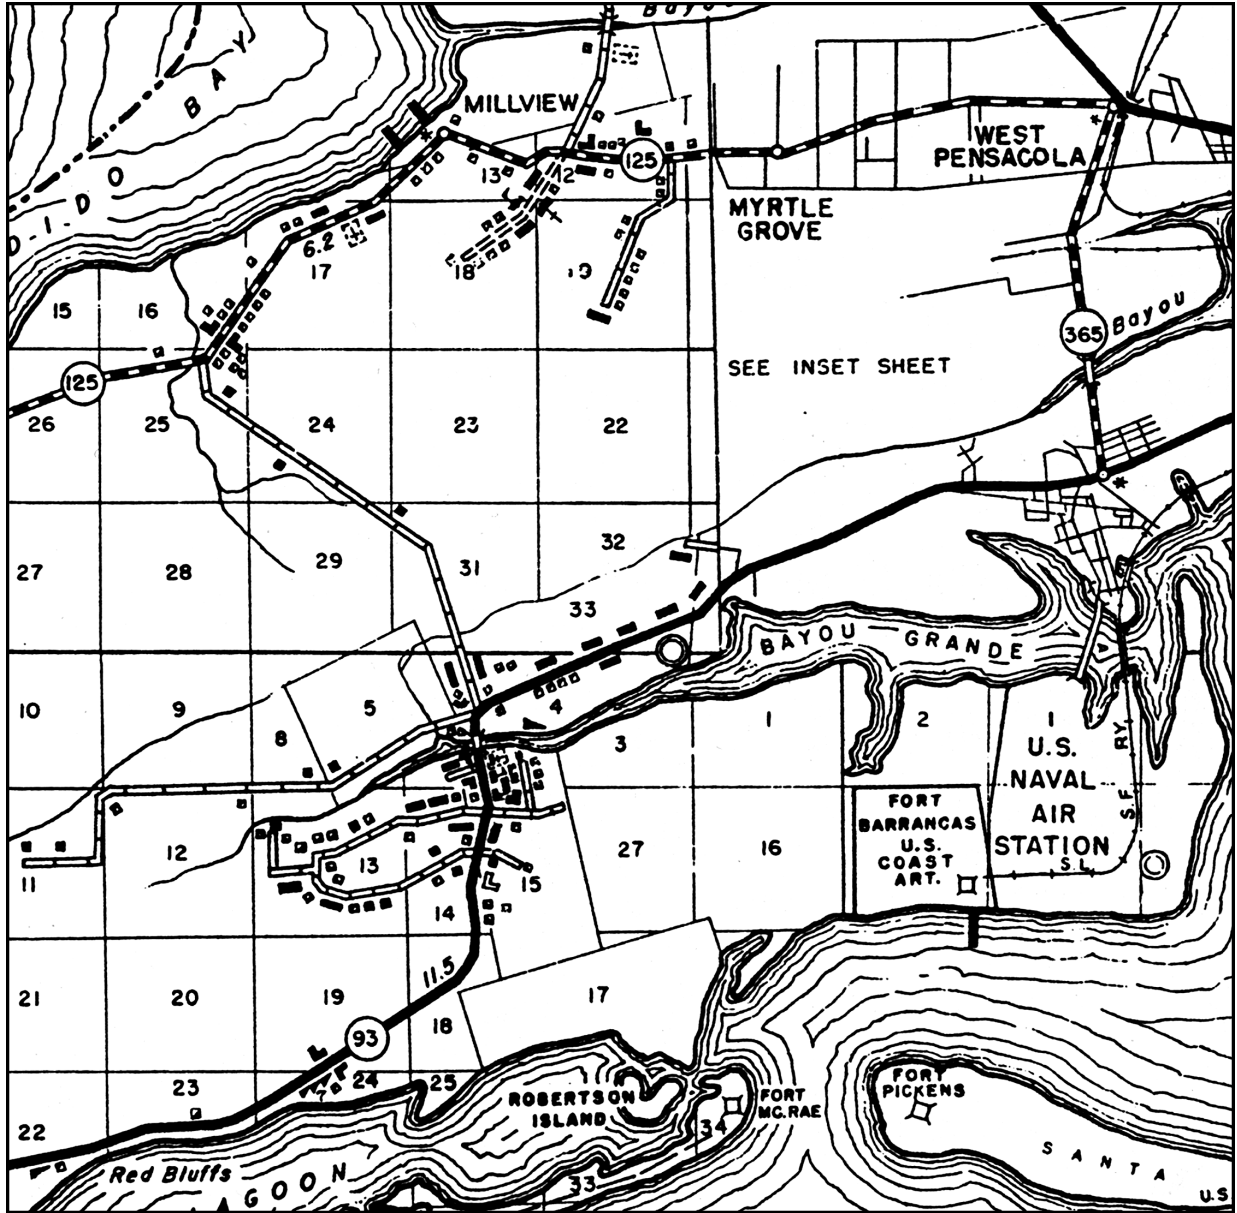 Bayou
BAY
D-I-D-O
MILLVIEW
125
13
12
WEST
PENSACOLA
MYRTLE
GROVE
6.2
17
18
19
15
16
365
Bayou
SEE INSET SHEET
125
26
25
24
23
22
27
28
29
31
32
33
BAYOU GRANDE
10
9
8
5
4
3
1
2
1
U.S.
NAVAL
AIR
STATION
S.F. RY.
S.L.
FORT
BARRANCAS
U.S.
COAST
ART.
11
12
13
14
15
27
16
11.5
21
20
19
18
17
93
23
24
25
22
ROBERTSON
ISLAND
FORT
MC.RAE
FORT
PICKENS
34
33
Red Bluffs
AGOON
SANTA
U.S